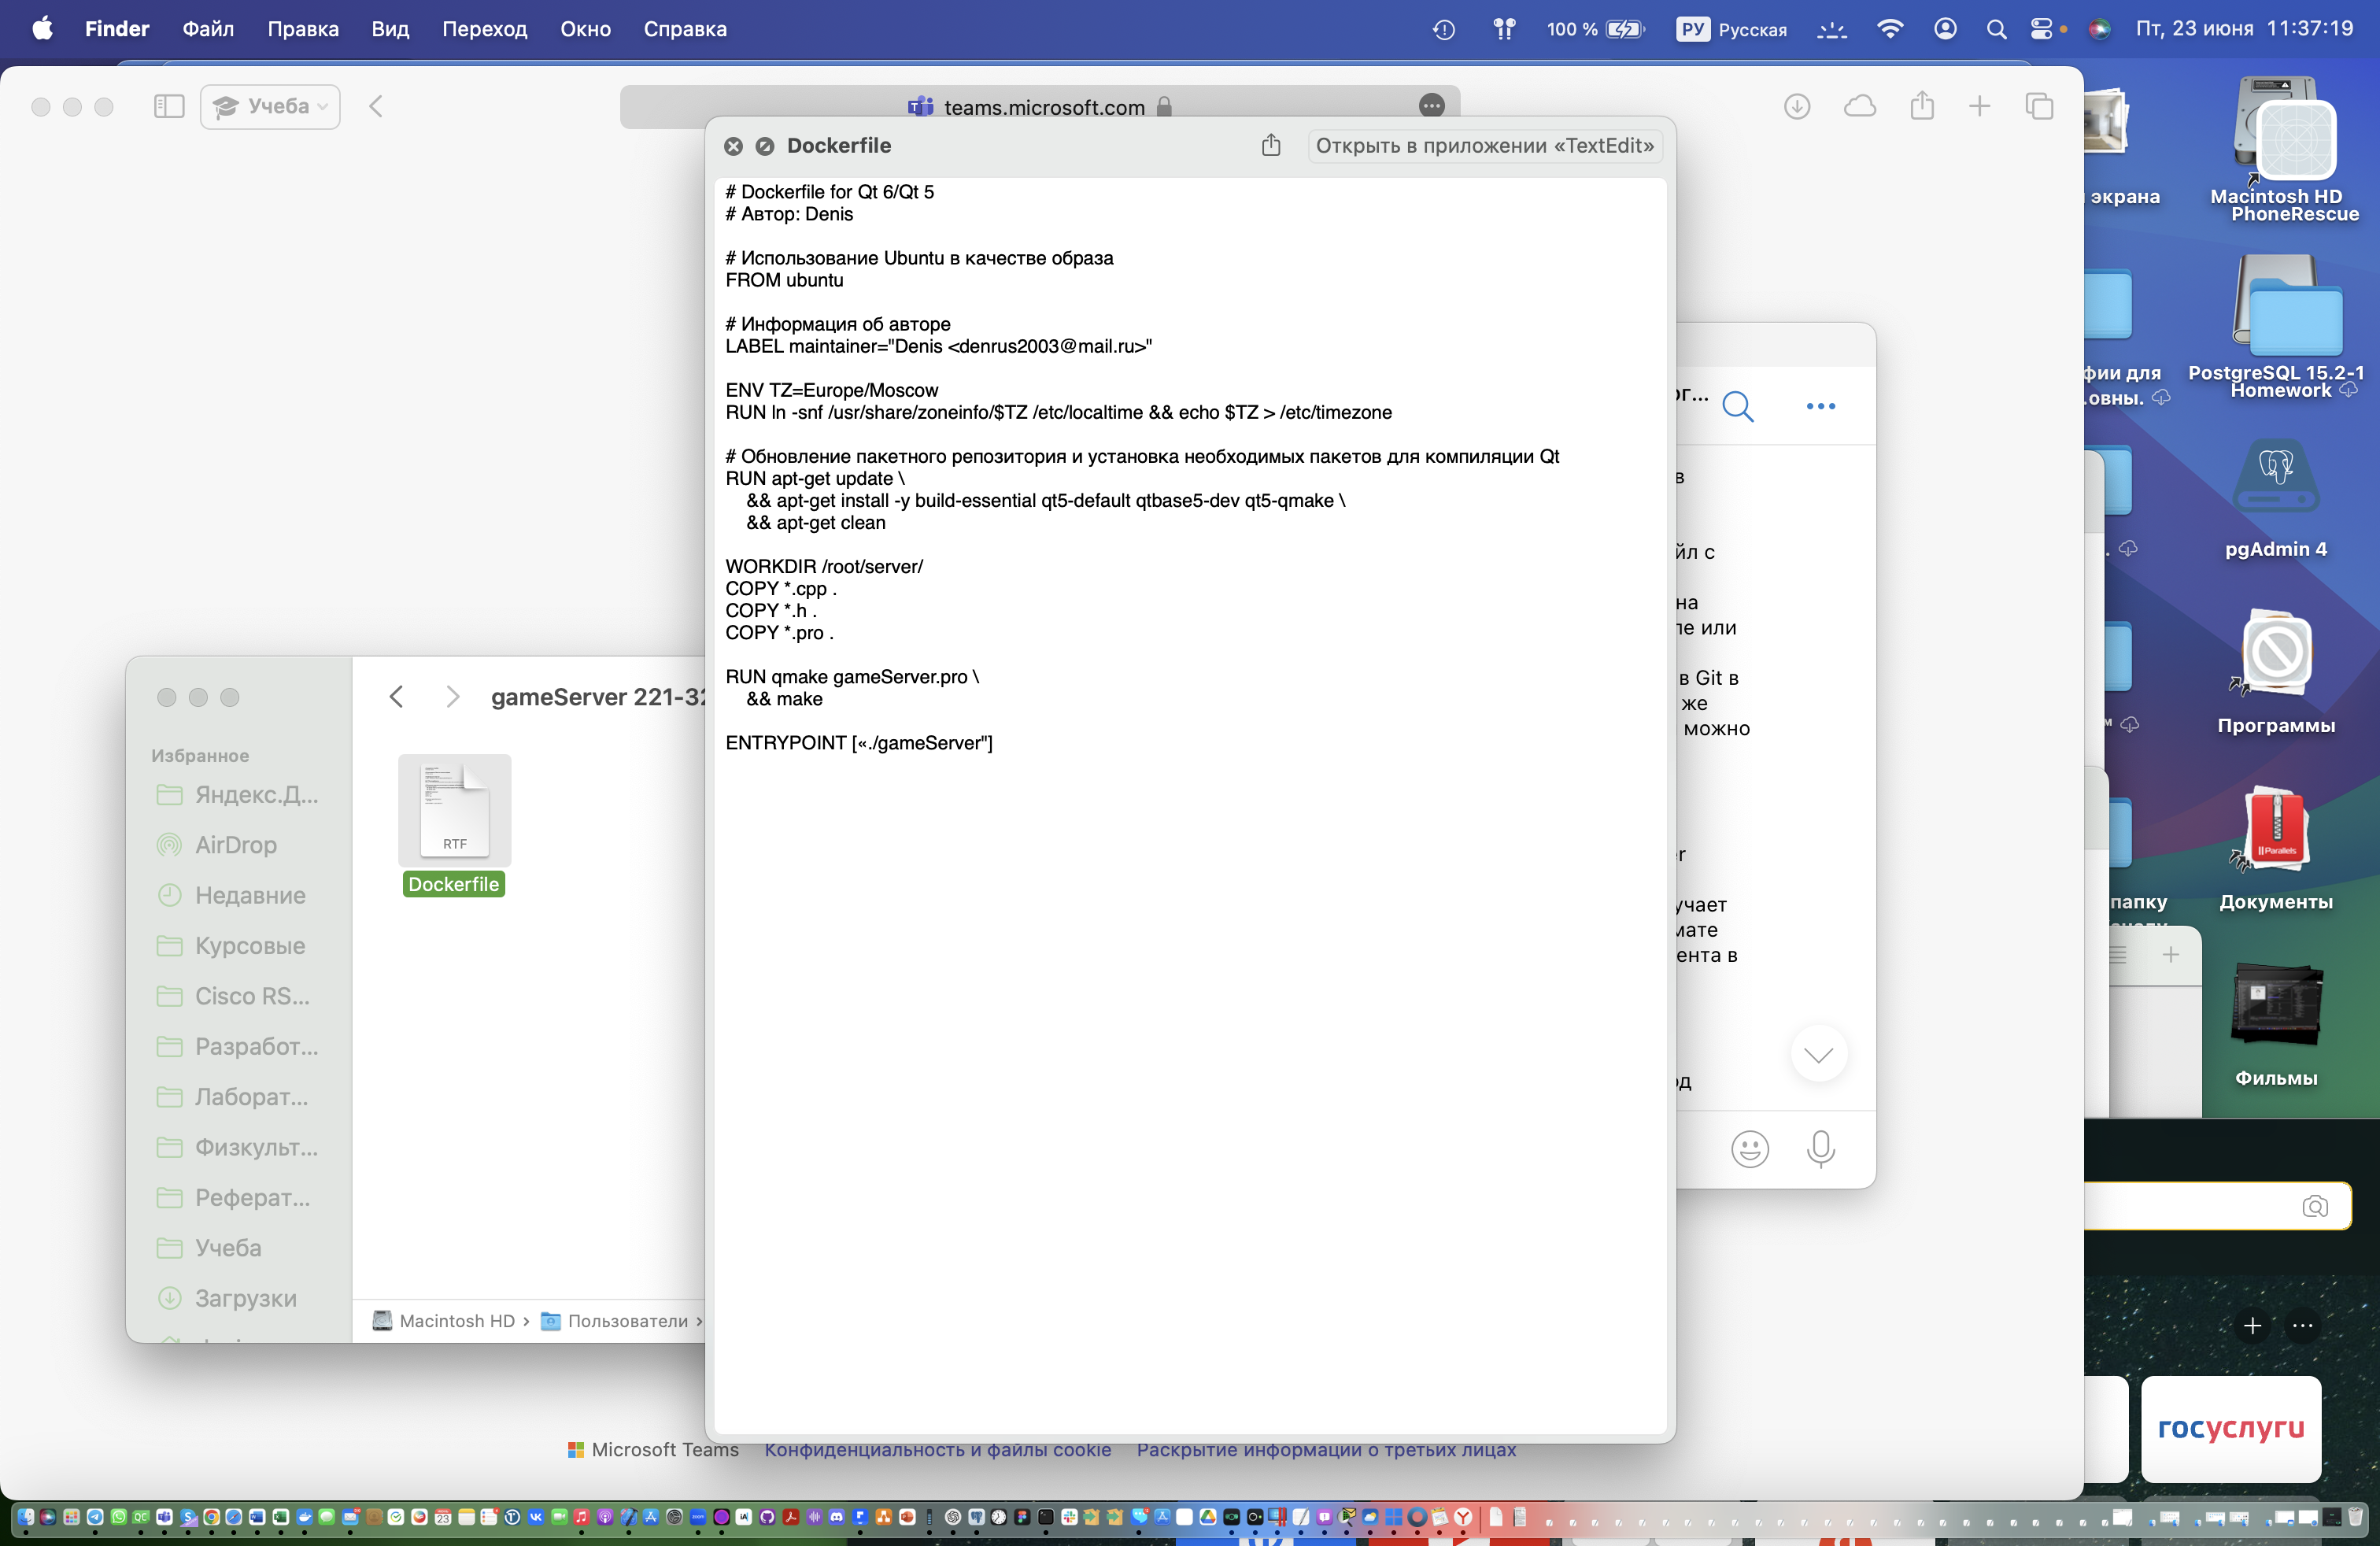 Finder Файл Правка Вид Переход Окно Справка
100 % РУ Русская Пт, 23 июня 11:37:19
Учеба
teams.microsoft.com
Dockerfile
Открыть в приложении «TextEdit»
# Dockerfile for Qt 6/Qt 5
# Автор: Denis
# Использование Ubuntu в качестве образа
FROM ubuntu
# Информация об авторе
LABEL maintainer="Denis <denrus2003@mail.ru>"
ENV TZ=Europe/Moscow
RUN ln -snf /usr/share/zoneinfo/$TZ /etc/localtime && echo $TZ > /etc/timezone
# Обновление пакетного репозитория и установка необходимых пакетов для компиляции Qt
RUN apt-get update \
&& apt-get install -y build-essential qt5-default qtbase5-dev qt5-qmake \
&& apt-get clean
WORKDIR /root/server/
COPY *.cpp .
COPY *.h .
COPY *.pro .
RUN qmake gameServer.pro \
&& make
ENTRYPOINT [«./gameServer"]
gameServer 221-32
Избранное
Яндекс.Д...
AirDrop
Недавние
Курсовые
Cisco RS...
Разработ...
Лаборат...
Физкульт...
Реферат...
Учеба
Загрузки
RTF
Dockerfile
Macintosh HD › Пользователи ›
в
йл с
на
ле или
в Git в
же
можно
учает
мате
ента в
од
Microsoft Teams Конфиденциальность и файлы cookie Раскрытие информации о третьих лицах
экрана
Macintosh HD
PhoneRescue
фии для
.овны.
PostgreSQL 15.2-1
Homework
pgAdmin 4
Программы
Parallels
папку
Документы
Фильмы
госуслуги